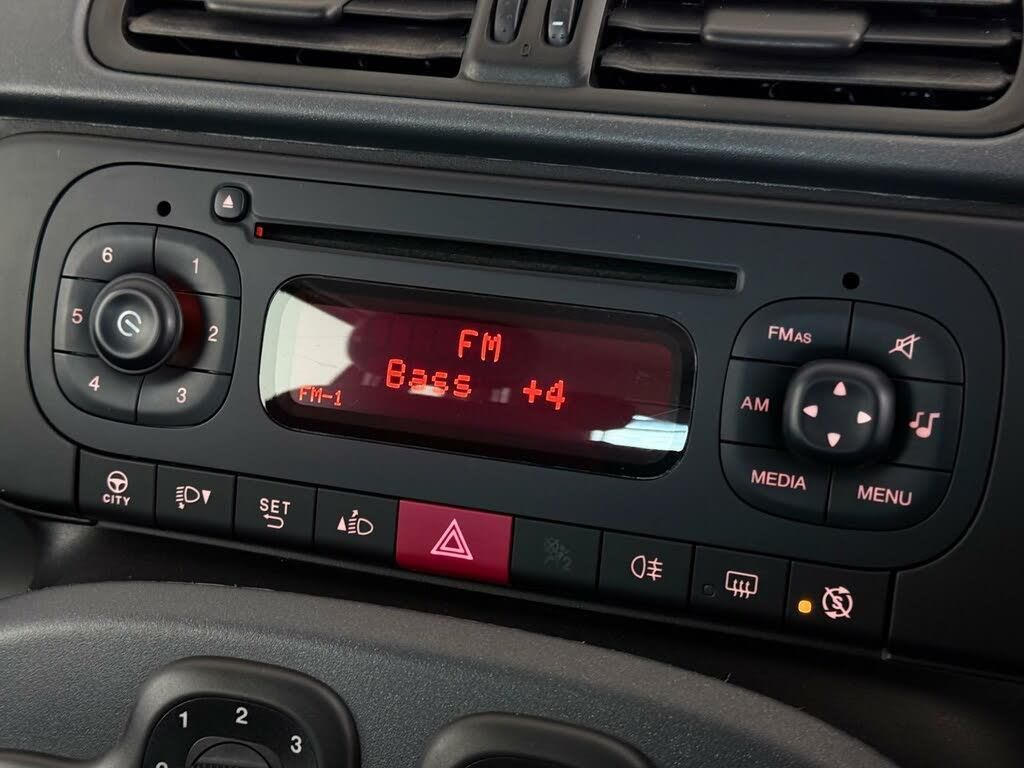 6
1
5
2
4
3
FM
Bass +4
FM-1
FMAS
AM
MEDIA
MENU
CITY
SET
1
2
3